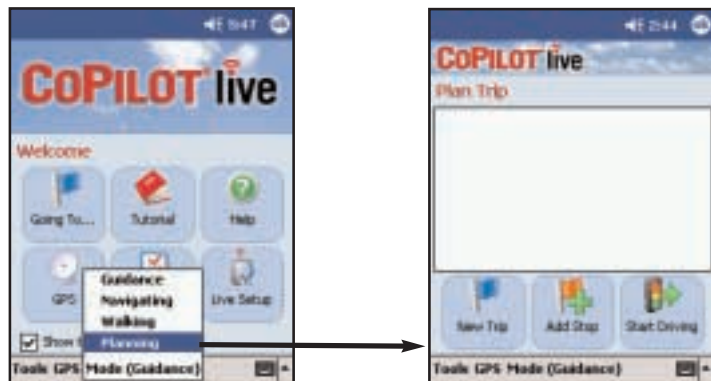 9:47
CoPilot live
Welcome
Going To...
Tutorial
Help
GPS
Live Setup
Guidance
Navigating
Walking
Planning
Show
Tools GPS Mode (Guidance)
2:44
CoPilot live
Plan Trip
New Trip
Add Stop
Start Driving
Tools GPS Mode (Guidance)